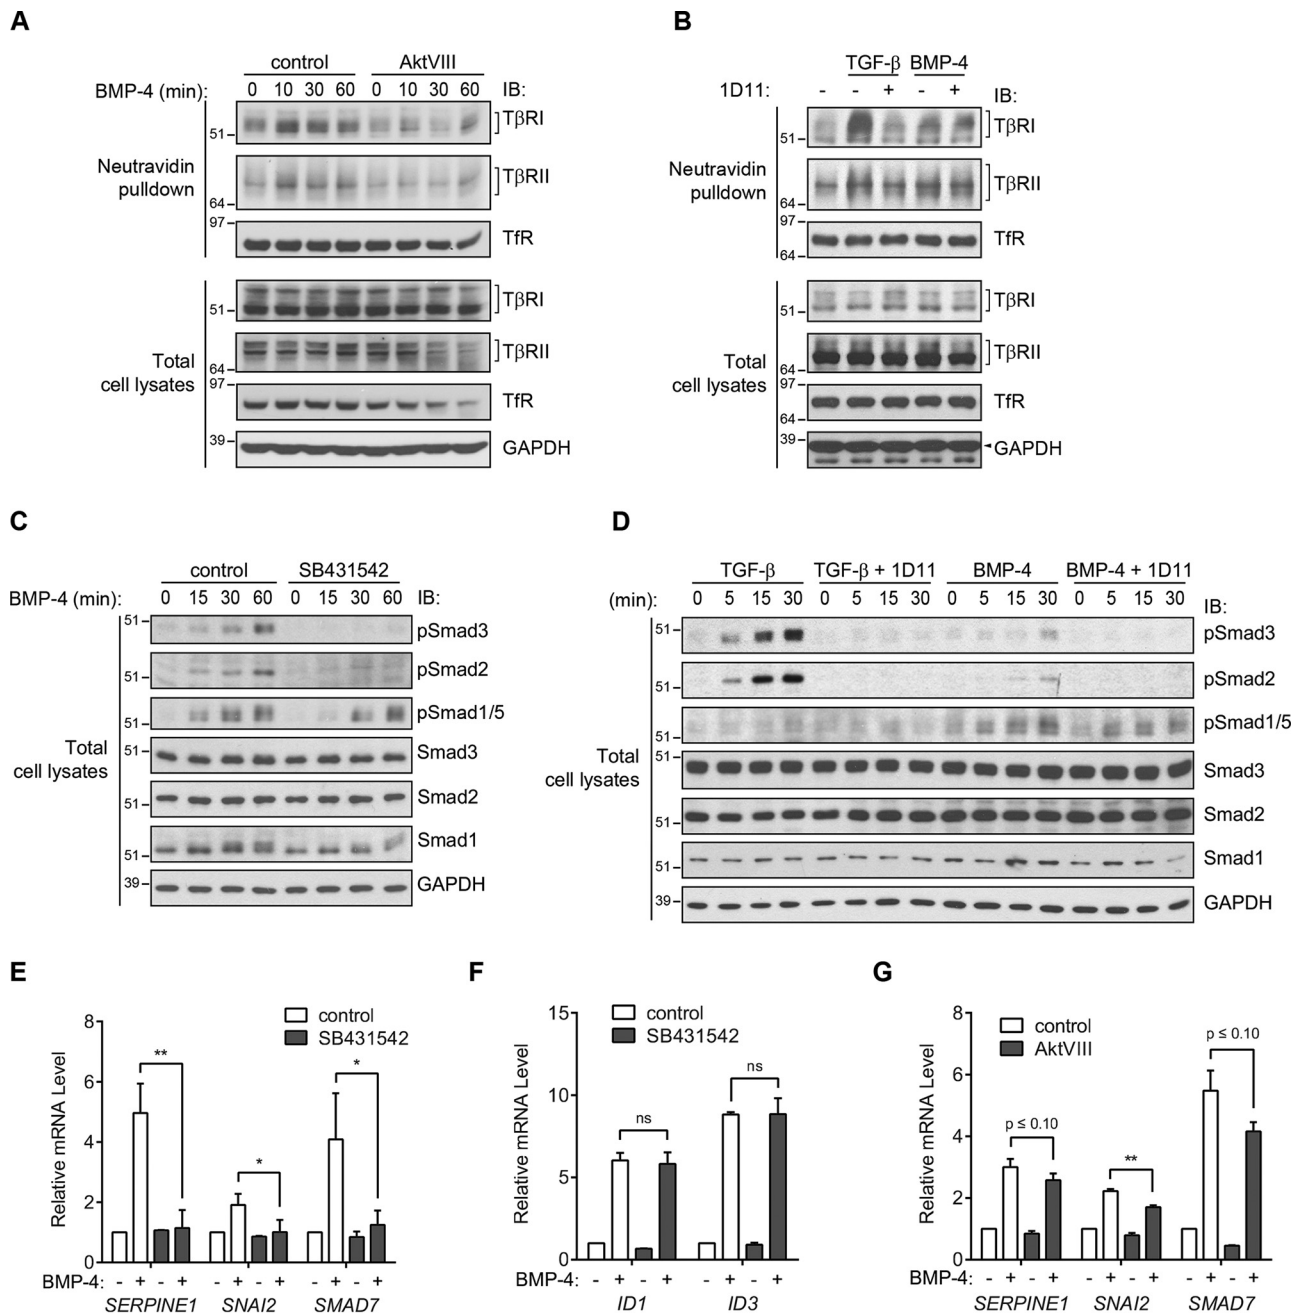 A
control AktVIII
BMP-4 (min): 0 10 30 60 0 10 30 60 IB:
51 TβRI
Neutravidin
pulldown
64 TβRII
97 TfR
51 TβRI
Total
cell lysates
64 TβRII
97 TfR
39 GAPDH
B
TGF-β BMP-4
1D11: - - + - + IB:
51 TβRI
Neutravidin
pulldown
64 TβRII
97 TfR
64
51 TβRI
Total
cell lysates
64 TβRII
97 TfR
64
39 GAPDH
C
control SB431542
BMP-4 (min): 0 15 30 60 0 15 30 60 IB:
51 pSmad3
51 pSmad2
51 pSmad1/5
Total
cell lysates
51 Smad3
51 Smad2
51 Smad1
39 GAPDH
D
TGF-β TGF-β + 1D11 BMP-4 BMP-4 + 1D11
(min): 0 5 15 30 0 5 15 30 0 5 15 30 0 5 15 30 IB:
51 pSmad3
51 pSmad2
51 pSmad1/5
Total
cell lysates
51 Smad3
51 Smad2
51 Smad1
39 GAPDH
E
control
SB431542
Relative mRNA Level
8
6
4
2
0
**
*
*
BMP-4: - + - + - + - + - + - +
SERPINE1 SNAI2 SMAD7
F
control
SB431542
Relative mRNA Level
15
10
5
0
ns
ns
BMP-4: - + - + - + - +
ID1 ID3
G
control
AktVIII
Relative mRNA Level
8
6
4
2
0
p ≤ 0.10
**
p ≤ 0.10
BMP-4: - + - + - + - + - + - +
SERPINE1 SNAI2 SMAD7